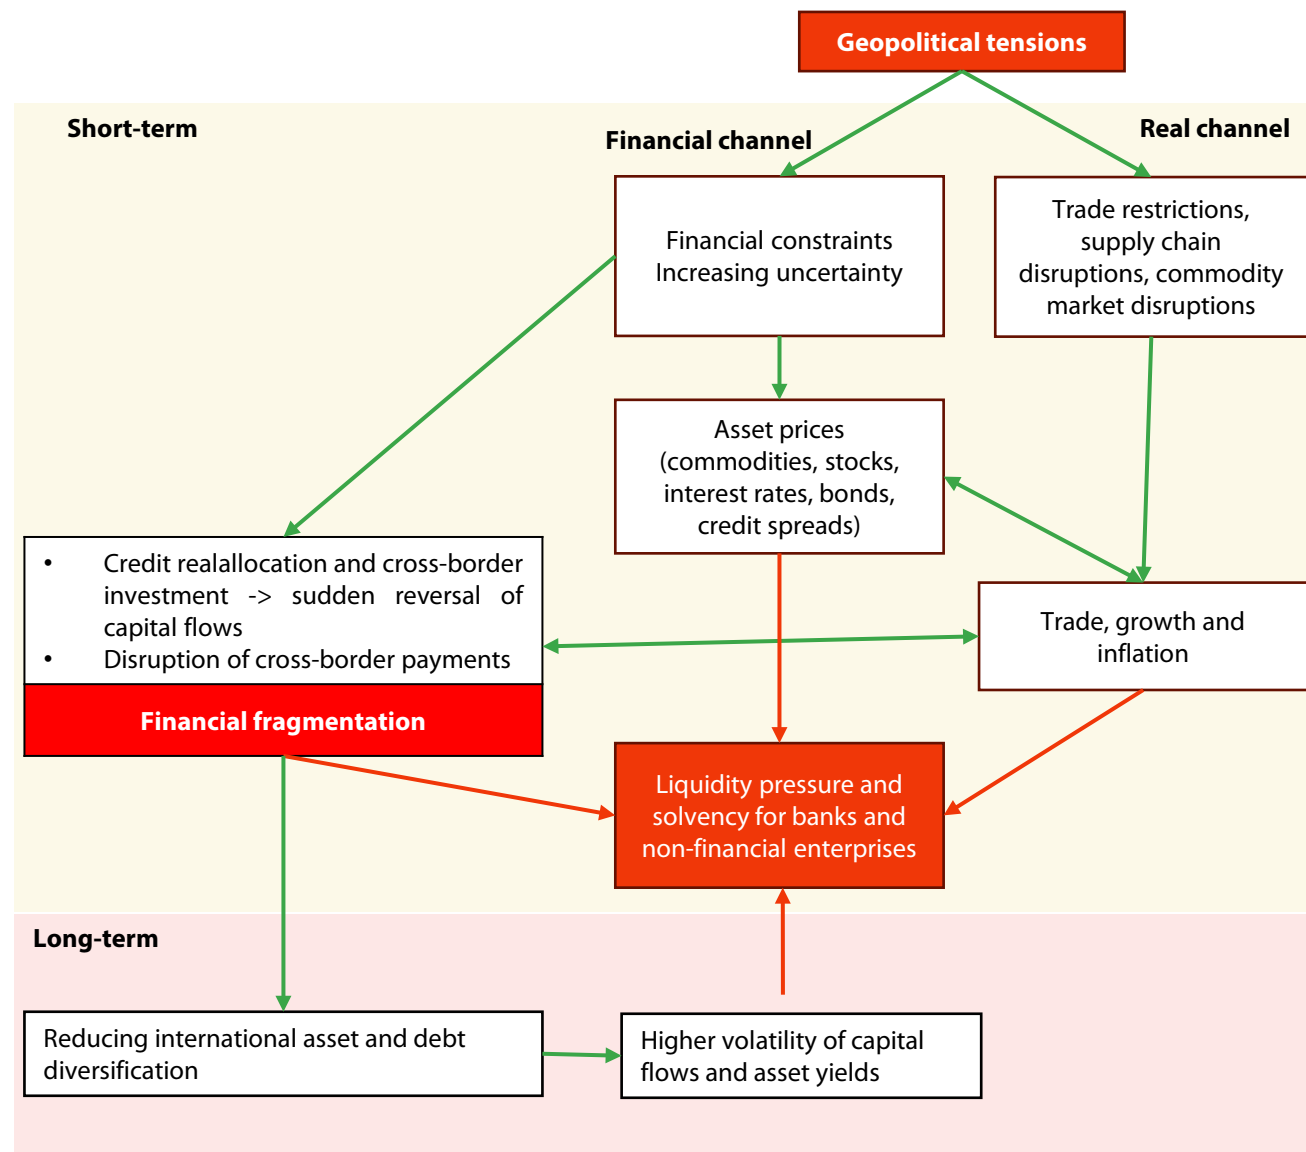 Geopolitical tensions
Short-term
Financial channel
Real channel
Financial constraints
Increasing uncertainty
Trade restrictions,
supply chain
disruptions, commodity
market disruptions
Asset prices
(commodities, stocks,
interest rates, bonds,
credit spreads)
• Credit realallocation and cross-border
investment -> sudden reversal of
capital flows
• Disruption of cross-border payments
Financial fragmentation
Trade, growth and
inflation
Liquidity pressure and
solvency for banks and
non-financial enterprises
Long-term
Reducing international asset and debt
diversification
Higher volatility of capital
flows and asset yields